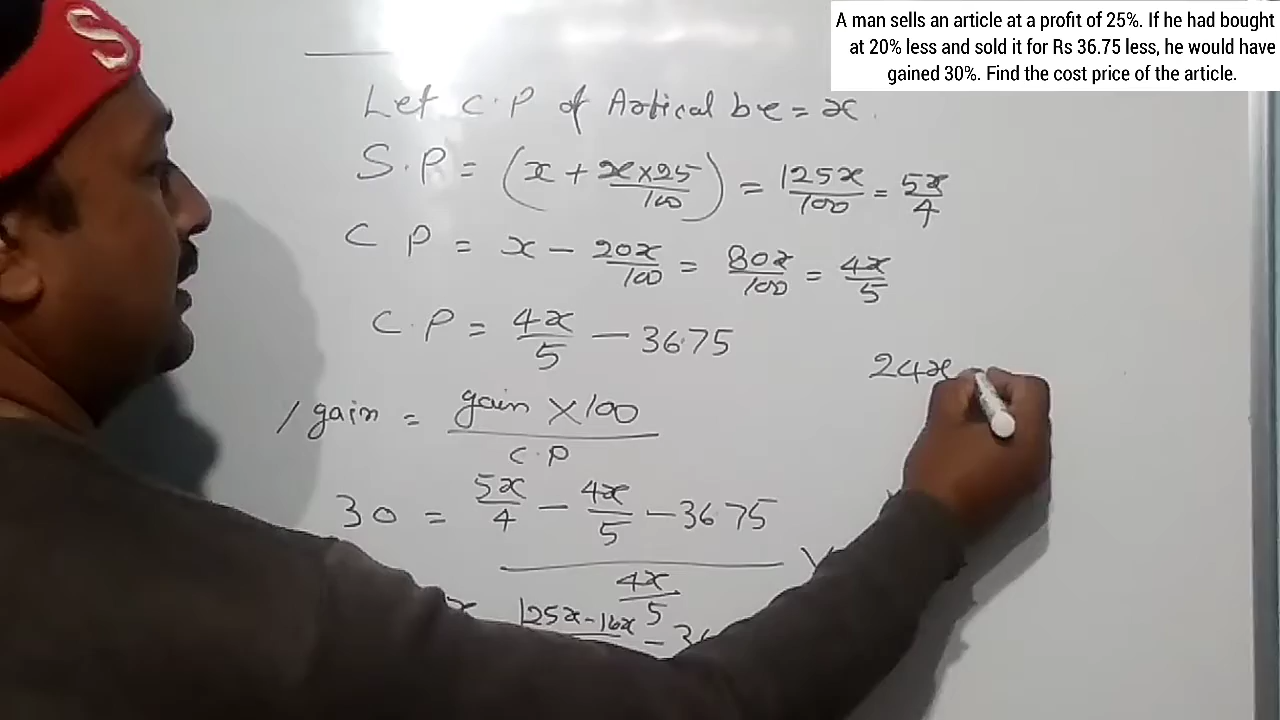 A man sells an article at a profit of 25%. If he had bought
at 20% less and sold it for Rs 36.75 less, he would have
gained 30%. Find the cost price of the article.
S
Let C.P of Artical be = x.
S.P = (x + x×25/100) = 125x/100 = 5x/4
C P = x - 20x/100 = 80x/100 = 4x/5
C.P = 4x/5 - 36.75
24x
/ gain = gain × 100 / C.P
30 = 5x/4 - 4x/5 - 36.75
4x/5
125x-16x